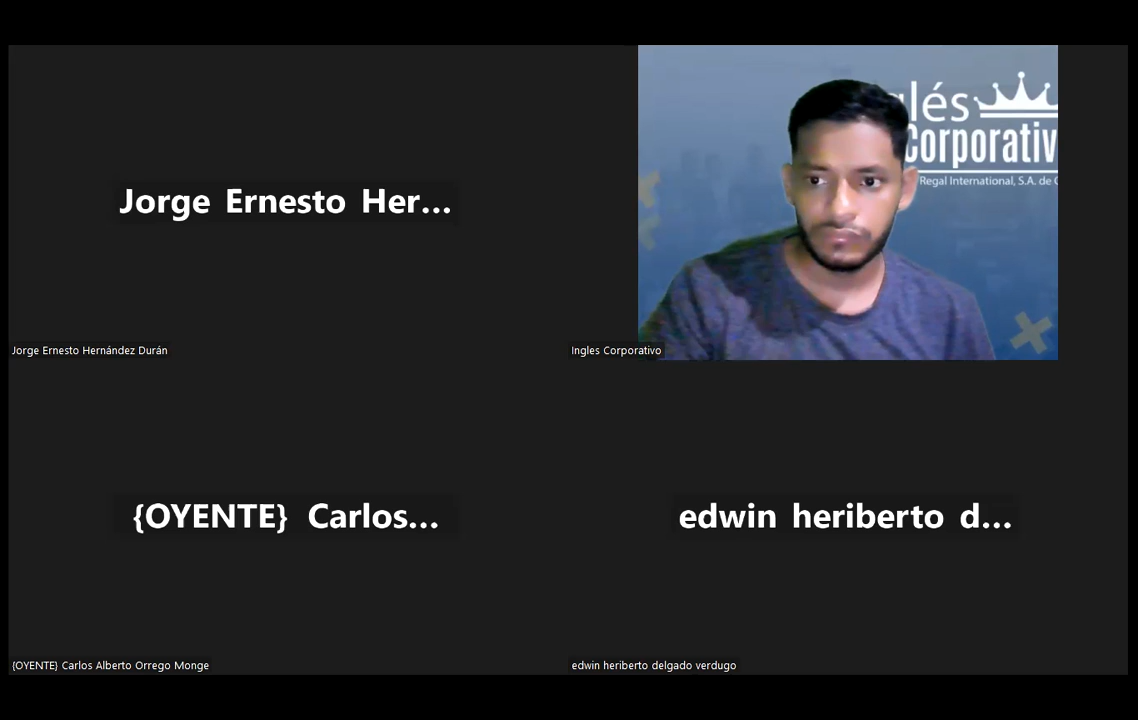 Jorge Ernesto Her...
Jorge Ernesto Hernández Durán
glés
Corporativ
Regal International, S.A. de C
Ingles Corporativo
{OYENTE} Carlos...
{OYENTE} Carlos Alberto Orrego Monge
edwin heriberto d...
edwin heriberto delgado verdugo